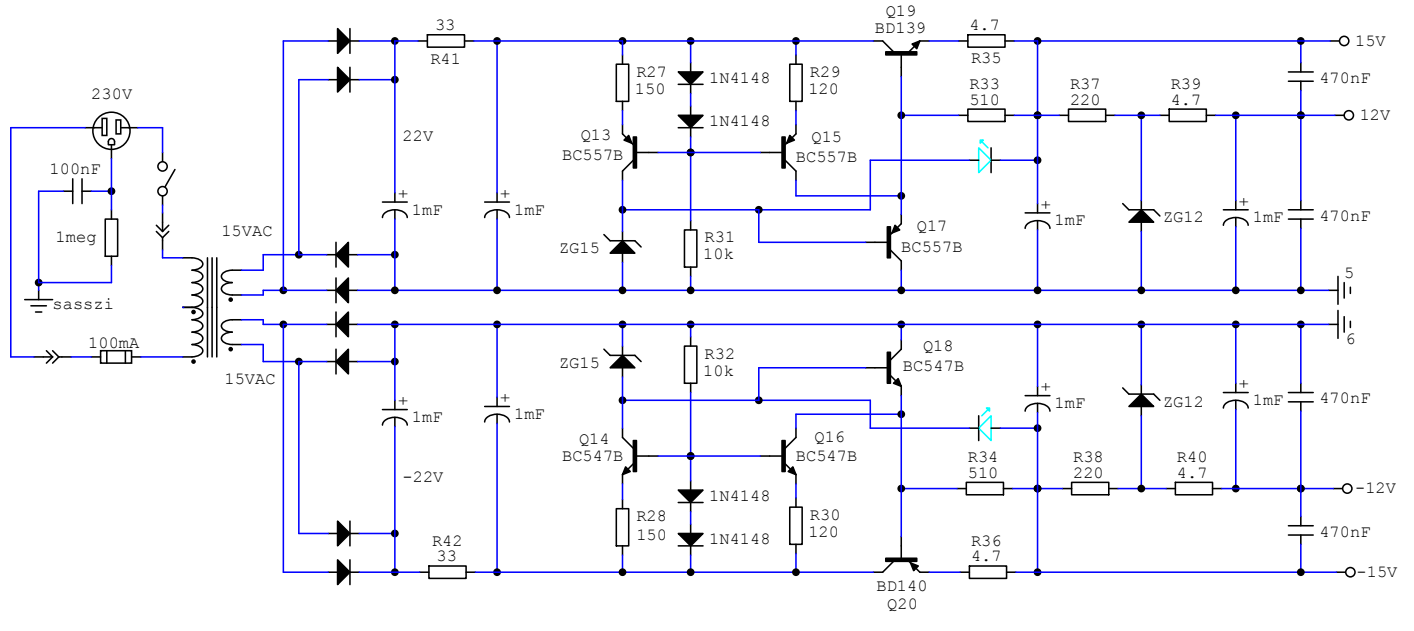 Q19
BD139
33
R41
4.7
R35
15V
R27
150
1N4148
R29
120
470nF
230V
R33
510
R37
220
R39
4.7
12V
1N4148
Q13
BC557B
Q15
BC557B
22V
100nF
1mF
1mF
1mF
ZG12
1mF
470nF
1meg
15VAC
ZG15
R31
10k
Q17
BC557B
sasszi
5
6
100mA
15VAC
ZG15
R32
10k
Q18
BC547B
1mF
1mF
1mF
ZG12
1mF
470nF
Q14
BC547B
Q16
BC547B
R34
510
R38
220
R40
4.7
-22V
1N4148
-12V
R28
150
1N4148
R30
120
470nF
R42
33
R36
4.7
BD140
Q20
-15V